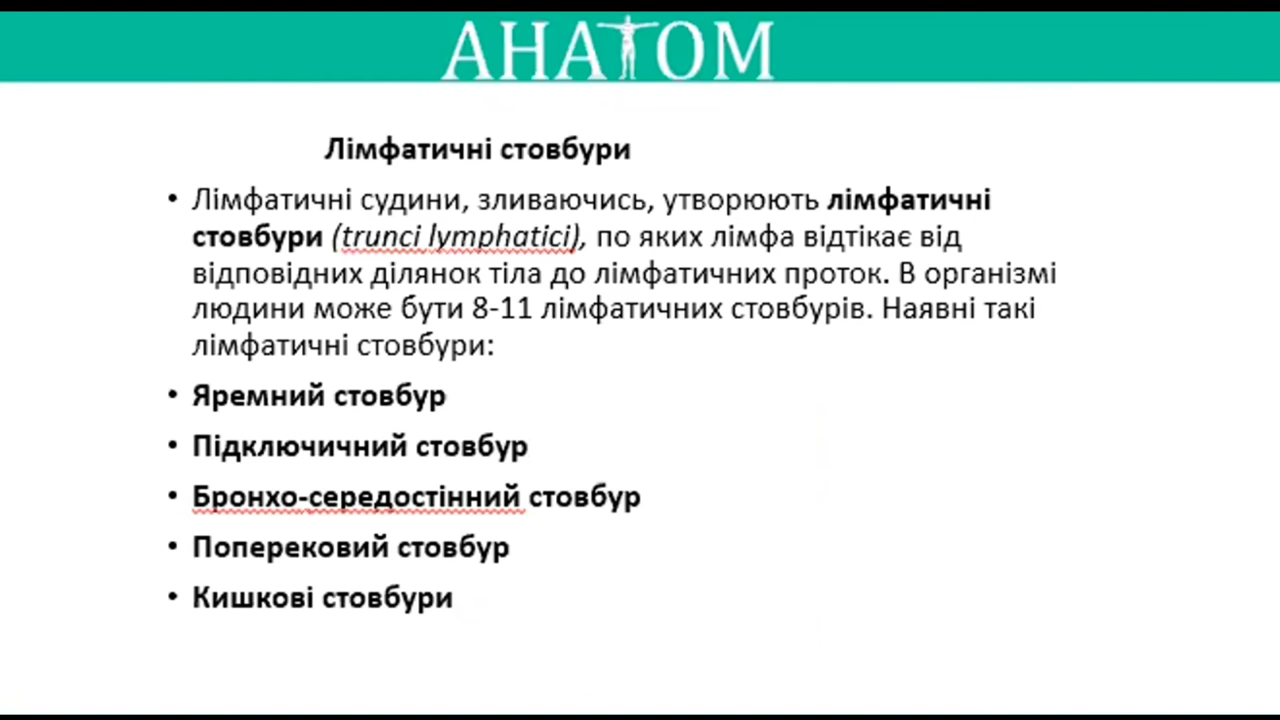 АНАТОМ
Лімфатичні стовбури
• Лімфатичні судини, зливаючись, утворюють лімфатичні
стовбури (trunci lymphatici), по яких лімфа відтікає від
відповідних ділянок тіла до лімфатичних проток. В організмі
людини може бути 8-11 лімфатичних стовбурів. Наявні такі
лімфатичні стовбури:
• Яремний стовбур
• Підключичний стовбур
• Бронхо-середостінний стовбур
• Поперековий стовбур
• Кишкові стовбури